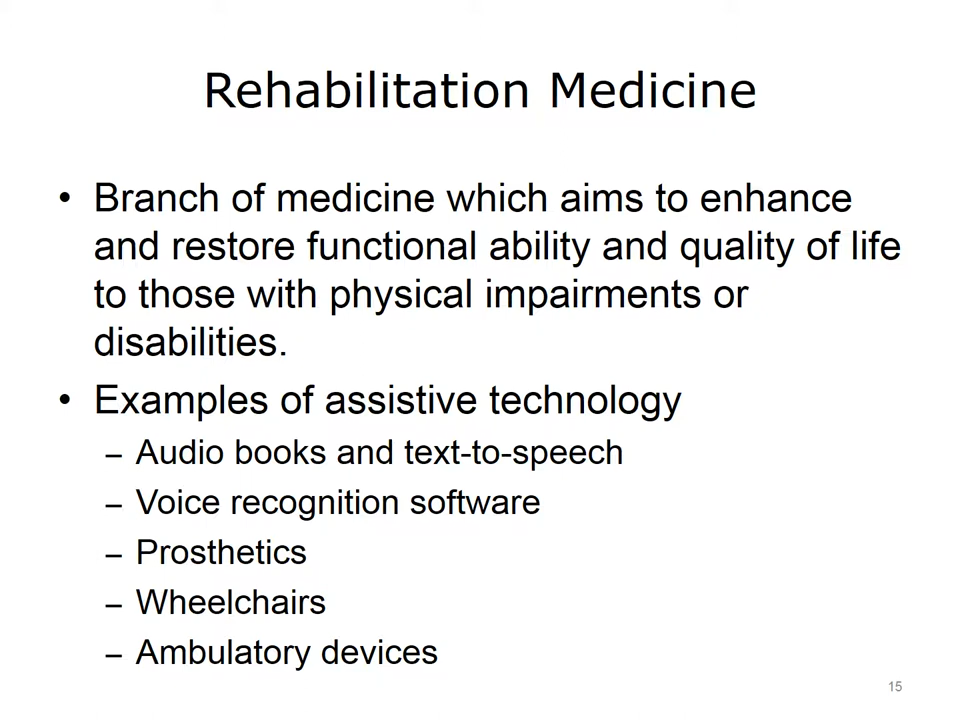 Rehabilitation Medicine
• Branch of medicine which aims to enhance
and restore functional ability and quality of life
to those with physical impairments or
disabilities.
• Examples of assistive technology
– Audio books and text-to-speech
– Voice recognition software
– Prosthetics
– Wheelchairs
– Ambulatory devices
15